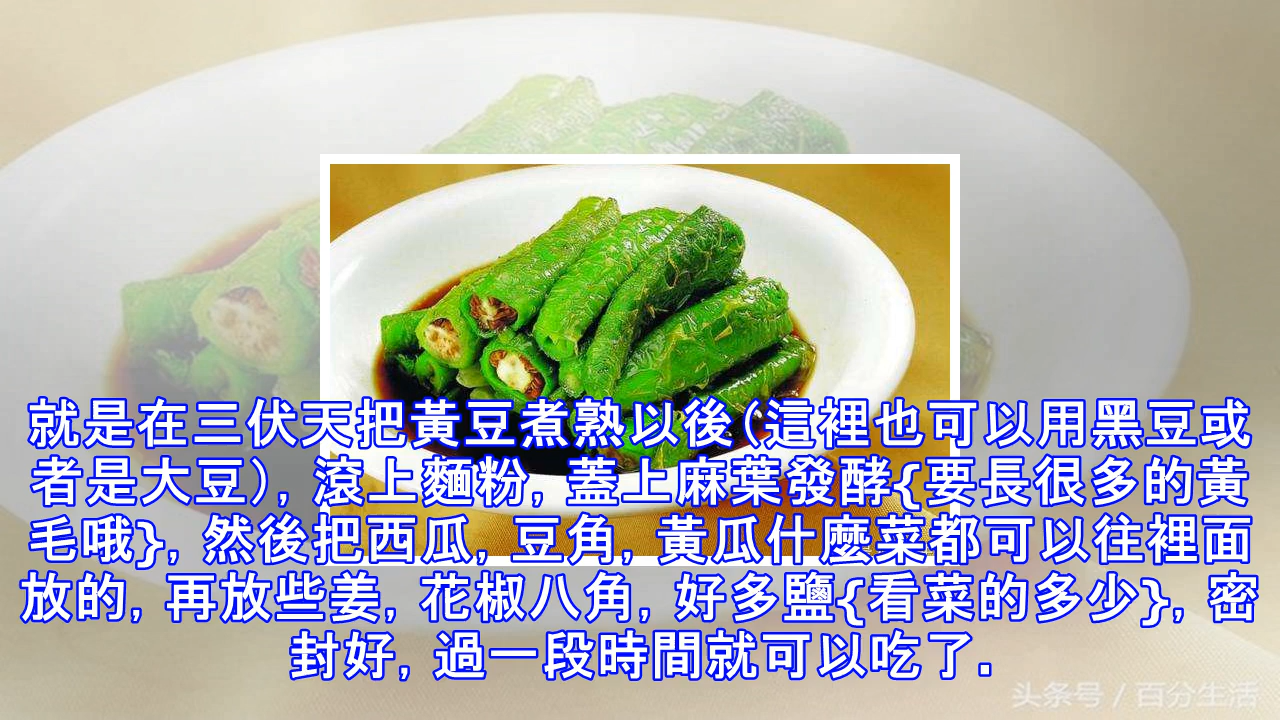 就是在三伏天把黃豆煮熟以後(這裡也可以用黑豆或
者是大豆), 滾上麵粉, 蓋上麻葉發酵{要長很多的黃
毛哦}, 然後把西瓜, 豆角, 黃瓜什麼菜都可以往裡面
放的, 再放些姜, 花椒八角, 好多鹽{看菜的多少}, 密
封好, 過一段時間就可以吃了.
头条号 / 百分生活